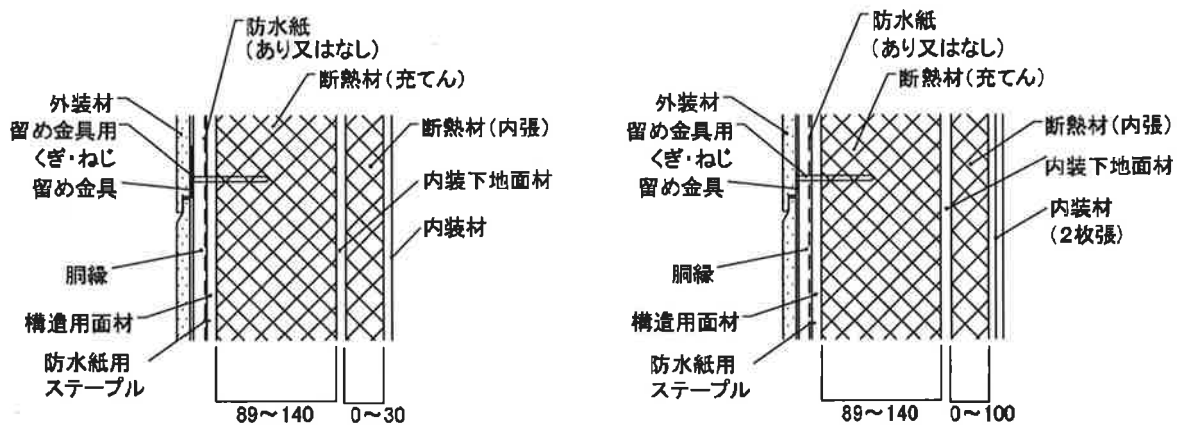 防水紙
(あり又はなし)
断熱材(充てん)
外装材
留め金具用
くぎ・ねじ
留め金具
断熱材(内張)
内装下地面材
内装材
胴縁
構造用面材
防水紙用
ステープル
89～140
0～30
防水紙
(あり又はなし)
断熱材(充てん)
外装材
留め金具用
くぎ・ねじ
留め金具
断熱材(内張)
内装下地面材
内装材
(2枚張)
胴縁
構造用面材
防水紙用
ステープル
89～140
0～100